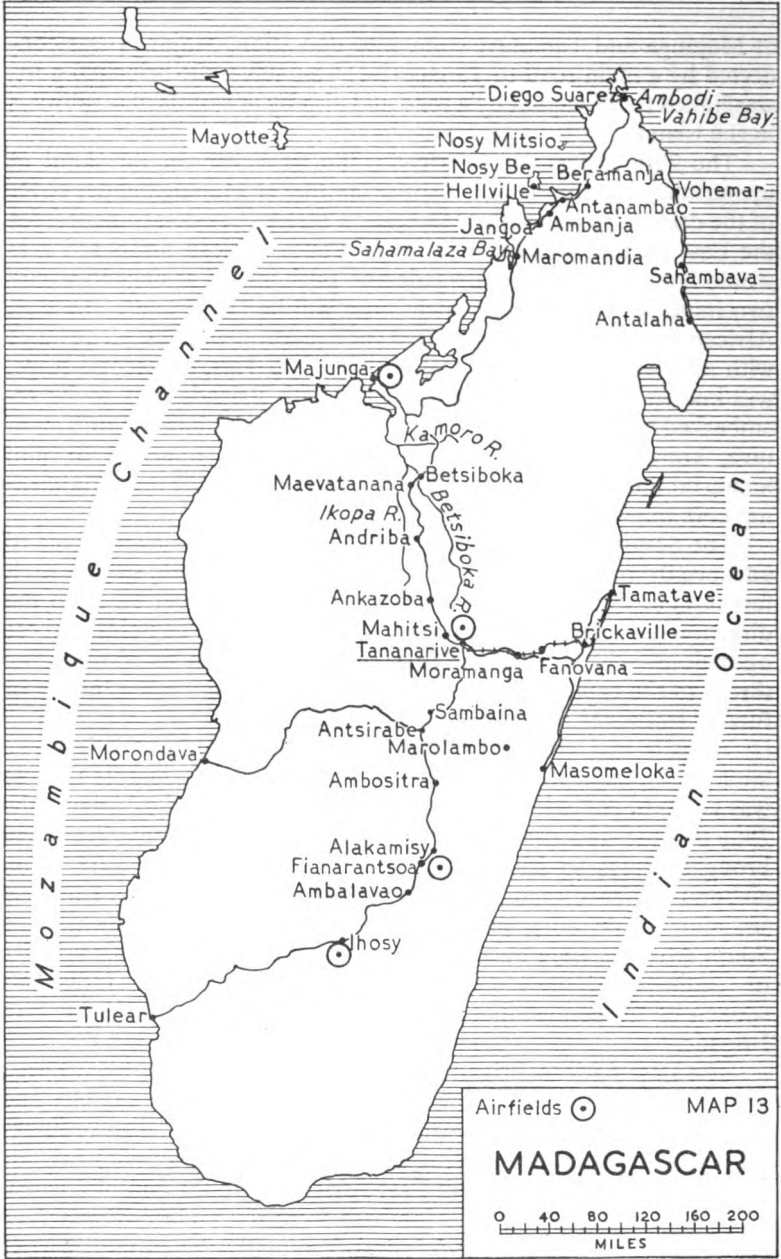 Diego Suarez
Ambodi
Vahibe Bay
Mayotte
Nosy Mitsio
Nosy Be
Hellville
Beramanja
Vohemar
Antanambao
Jangoa
Ambanja
Sahamalaza Bay
Maromandia
Sahambava
Antalaha
Majunga
Kamoro R.
Maevatanana
Betsiboka
Ikopa R.
Betsiboka R.
Andriba
Ankazoba
Tamatave
Mahitsi
Brickaville
Tananarive
Moramanga
Fanovana
Sambaina
Antsirabe
Marolambo
Morondava
Masomeloka
Ambositra
Alakamisy
Fianarantsoa
Ambalavao
Ihosy
Tulear
Mozambique Channel
Indian Ocean
Airfields
MAP 13
MADAGASCAR
0 40 80 120 160 200
MILES